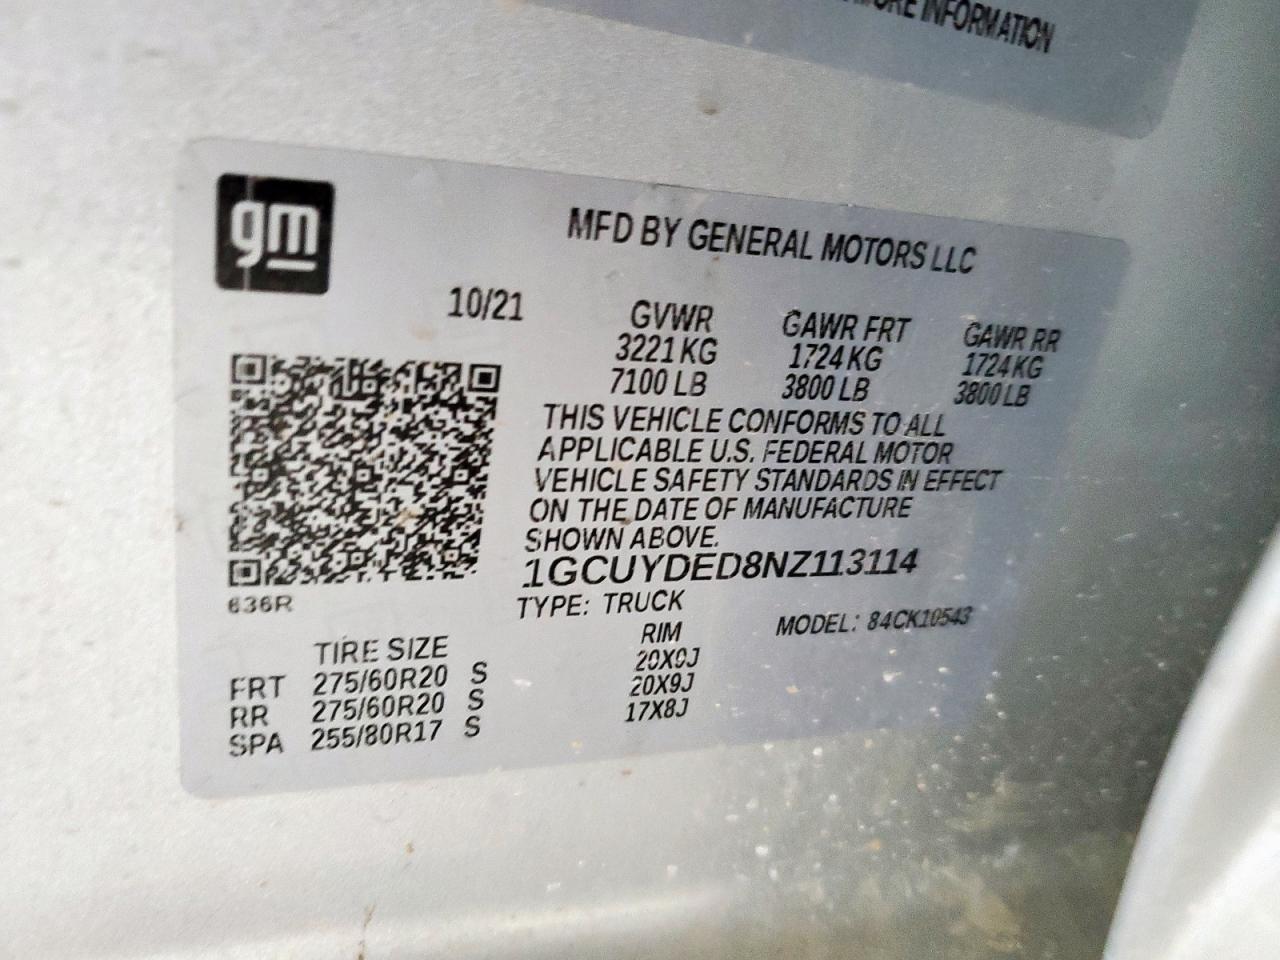 MORE INFORMATION
gm
MFD BY GENERAL MOTORS LLC
10/21 GVWR GAWR FRT GAWR RR
3221 KG 1724 KG 1724 KG
7100 LB 3800 LB 3800 LB
THIS VEHICLE CONFORMS TO ALL
APPLICABLE U.S. FEDERAL MOTOR
VEHICLE SAFETY STANDARDS IN EFFECT
ON THE DATE OF MANUFACTURE
SHOWN ABOVE.
1GCUYDED8NZ113114
636R
TYPE: TRUCK MODEL: 84CK10543
TIRE SIZE RIM
FRT 275/60R20 S 20X9J
RR 275/60R20 S 20X9J
SPA 255/80R17 S 17X8J